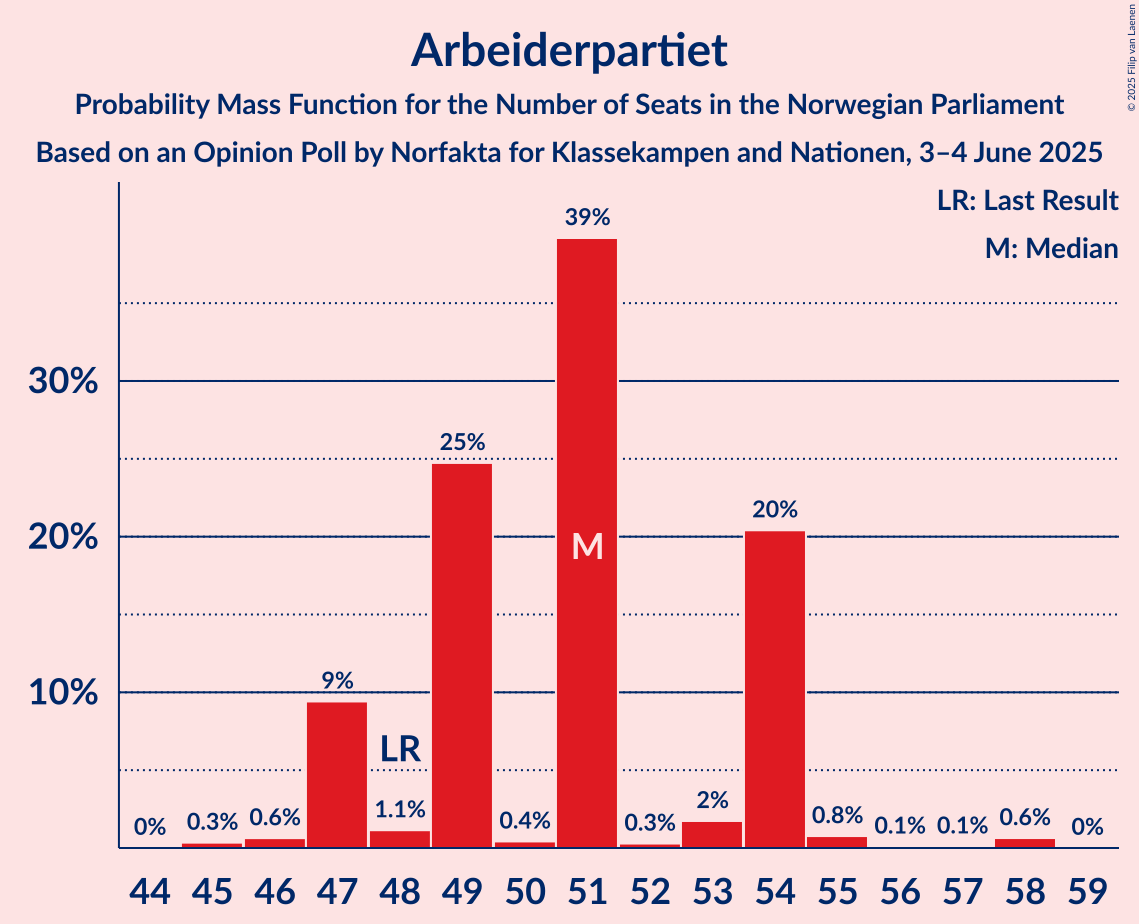 Arbeiderpartiet
Probability Mass Function for the Number of Seats in the Norwegian Parliament
Based on an Opinion Poll by Norfakta for Klassekampen and Nationen, 3–4 June 2025
© 2025 Filip van Laenen
LR: Last Result
M: Median
39%
30%
25%
20%
20%
M
10%
9%
LR
0%
0.3%
0.6%
1.1%
0.4%
0.3%
2%
0.8%
0.1%
0.1%
0.6%
0%
44 45 46 47 48 49 50 51 52 53 54 55 56 57 58 59